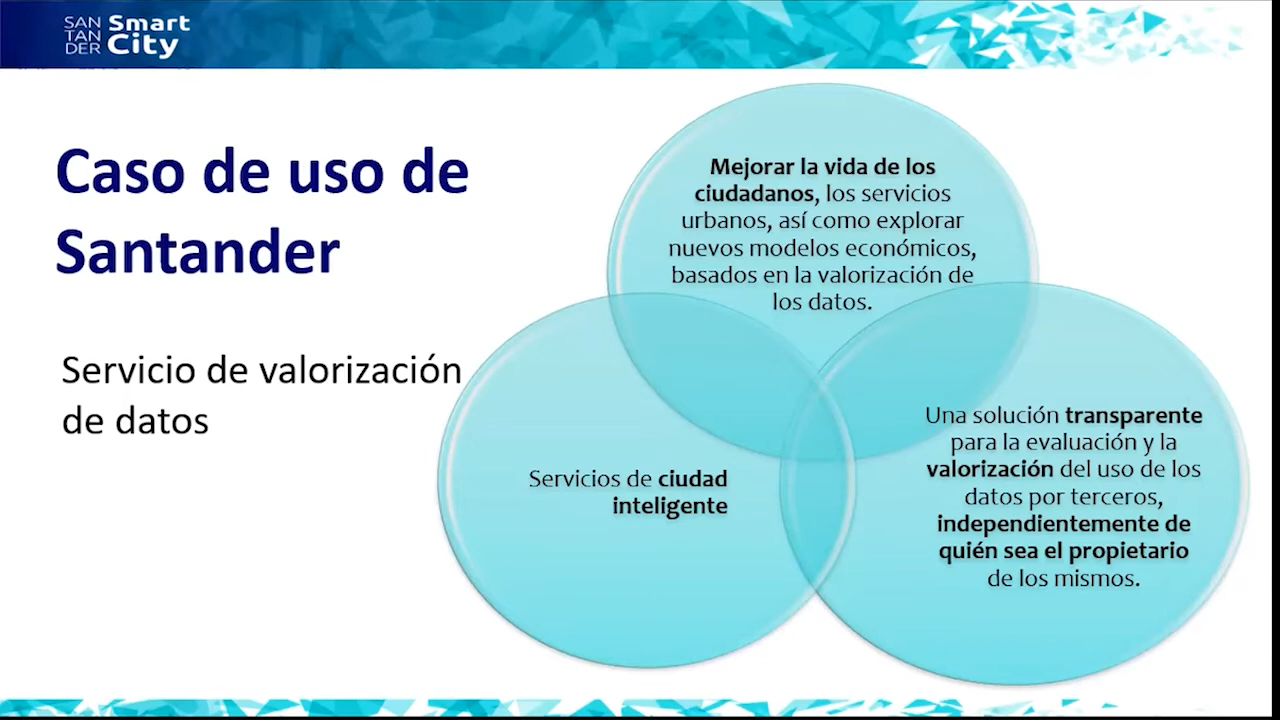 SAN
TAN
DER
Smart
City
Caso de uso de
Santander
Servicio de valorización
de datos
Mejorar la vida de los
ciudadanos, los servicios
urbanos, así como explorar
nuevos modelos económicos,
basados en la valorización de
los datos.
Servicios de ciudad
inteligente
Una solución transparente
para la evaluación y la
valorización del uso de los
datos por terceros,
independientemente de
quién sea el propietario
de los mismos.